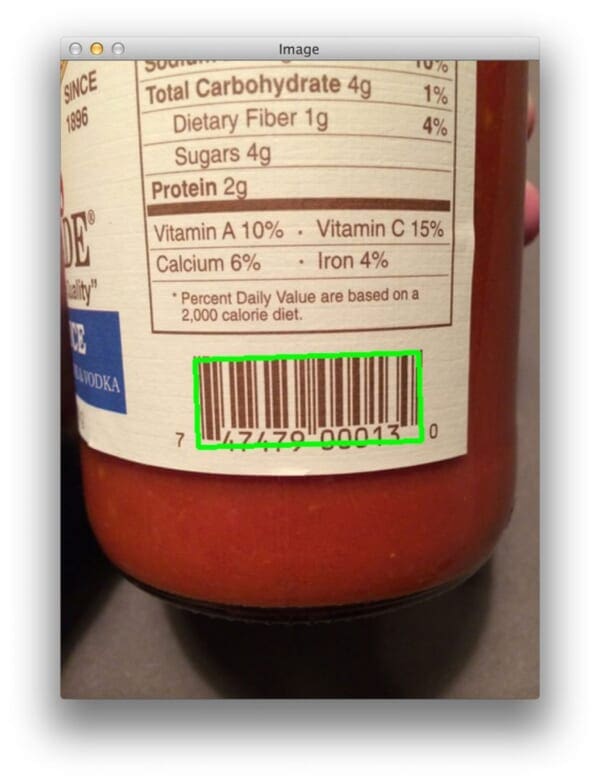 Image
SINCE
1896
Sodium 10%
Total Carbohydrate 4g 1%
Dietary Fiber 1g 4%
Sugars 4g
Protein 2g
Vitamin A 10% · Vitamin C 15%
Calcium 6% · Iron 4%
* Percent Daily Value are based on a
2,000 calorie diet.
DE®
VODKA
7 47479 00013 0